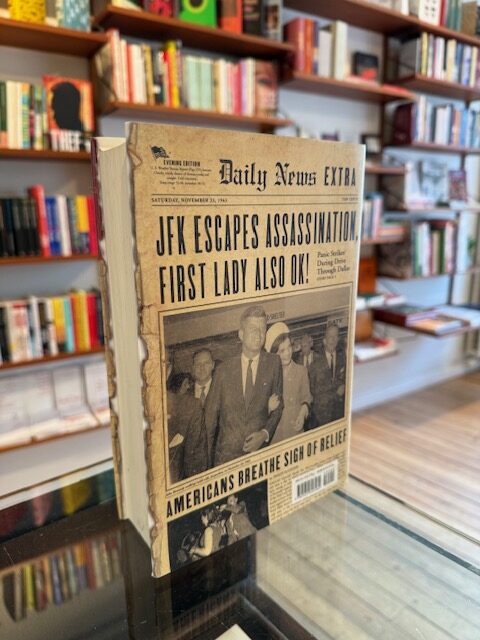 EVENING EDITION
Daily News EXTRA
SATURDAY, NOVEMBER 23, 1963
JFK ESCAPES ASSASSINATION,
FIRST LADY ALSO OK!
Panic Strikes
During Drive
Through Dallas
SHELTER
AMERICANS BREATHE SIGH OF RELIEF